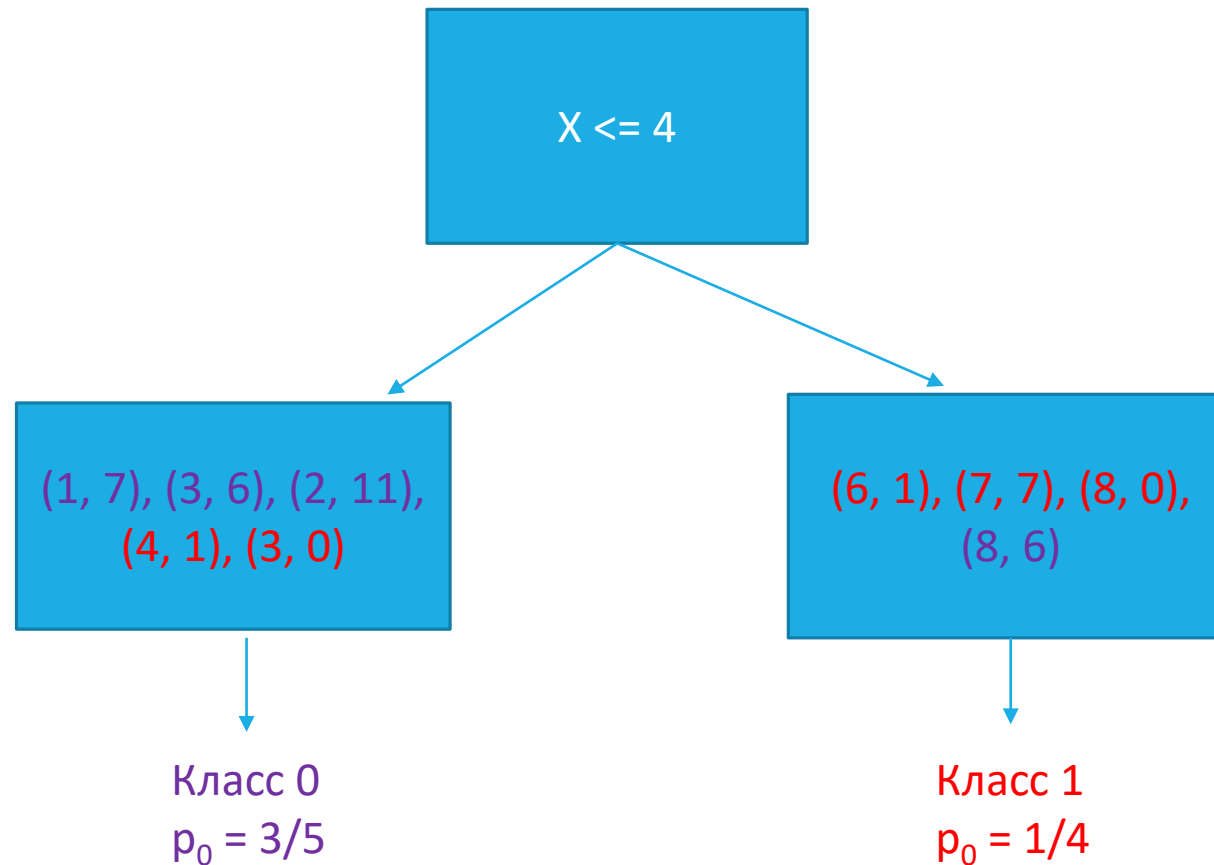 X <= 4
(1, 7), (3, 6), (2, 11),
(4, 1), (3, 0)
(6, 1), (7, 7), (8, 0),
(8, 6)
Класс 0
p₀ = 3/5
Класс 1
p₀ = 1/4